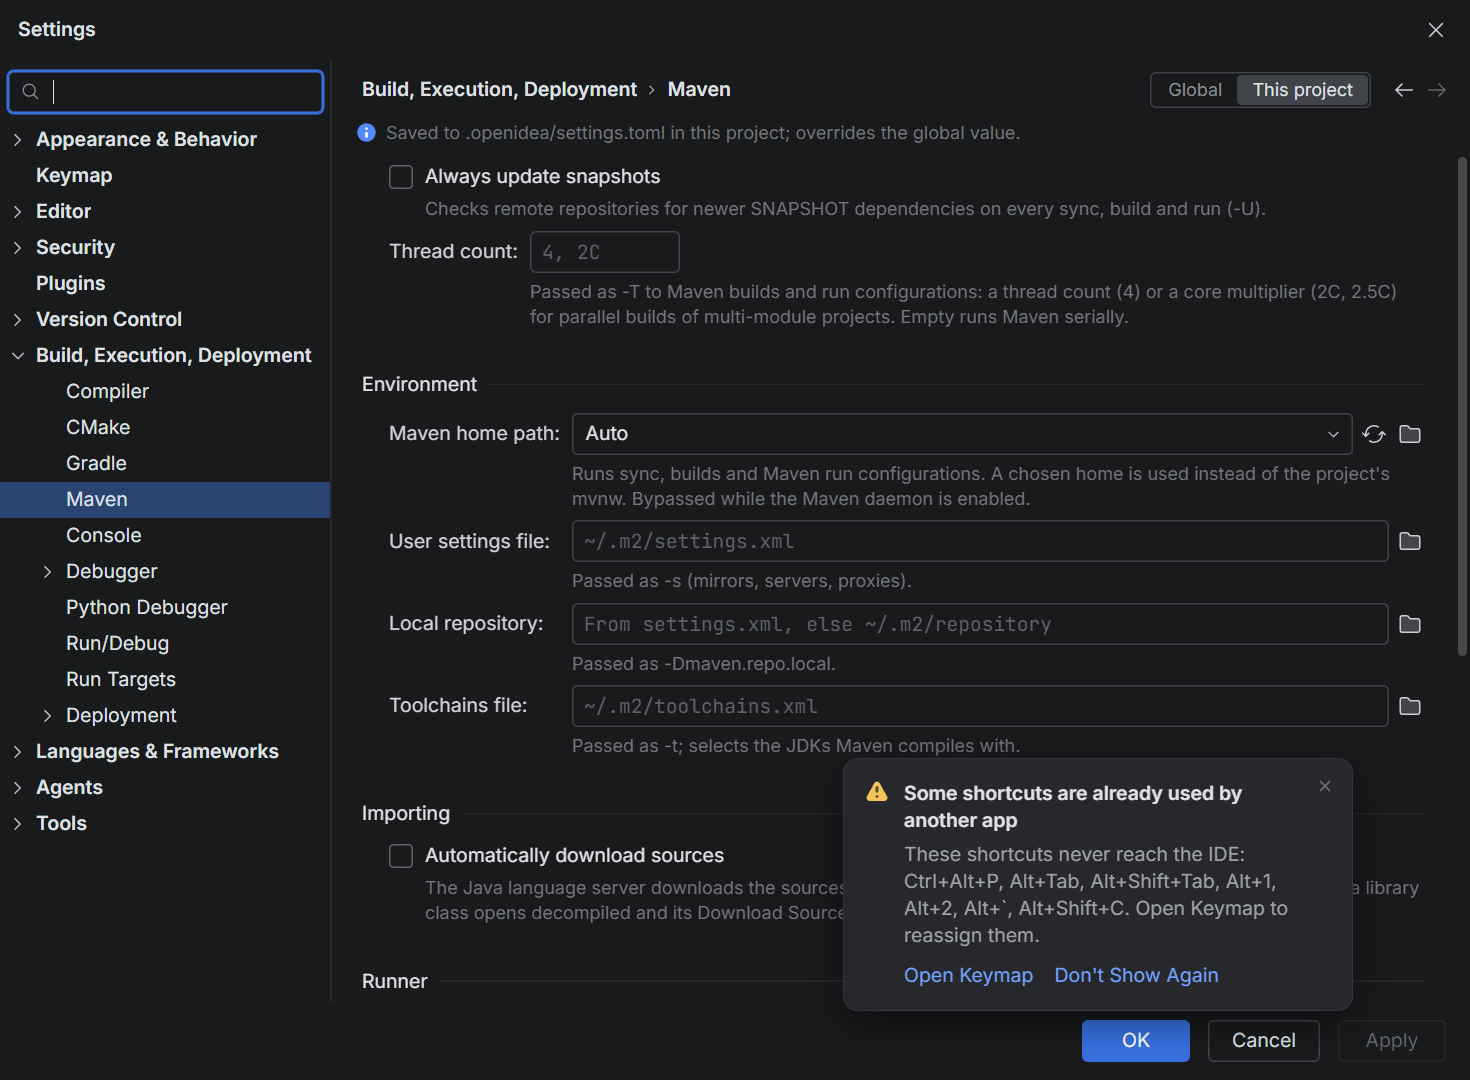 Settings
Build, Execution, Deployment › Maven
Global
This project
Saved to .openidea/settings.toml in this project; overrides the global value.
Appearance & Behavior
Keymap
Editor
Security
Plugins
Version Control
Build, Execution, Deployment
Compiler
CMake
Gradle
Maven
Console
Debugger
Python Debugger
Run/Debug
Run Targets
Deployment
Languages & Frameworks
Agents
Tools
Always update snapshots
Checks remote repositories for newer SNAPSHOT dependencies on every sync, build and run (-U).
Thread count: 4, 2C
Passed as -T to Maven builds and run configurations: a thread count (4) or a core multiplier (2C, 2.5C)
for parallel builds of multi-module projects. Empty runs Maven serially.
Environment
Maven home path: Auto
Runs sync, builds and Maven run configurations. A chosen home is used instead of the project's
mvnw. Bypassed while the Maven daemon is enabled.
User settings file: ~/.m2/settings.xml
Passed as -s (mirrors, servers, proxies).
Local repository: From settings.xml, else ~/.m2/repository
Passed as -Dmaven.repo.local.
Toolchains file: ~/.m2/toolchains.xml
Passed as -t; selects the JDKs Maven compiles with.
Importing
Automatically download sources
The Java language server downloads the sources a library
class opens decompiled and its Download Source
Runner
Some shortcuts are already used by
another app
These shortcuts never reach the IDE:
Ctrl+Alt+P, Alt+Tab, Alt+Shift+Tab, Alt+1,
Alt+2, Alt+`, Alt+Shift+C. Open Keymap to
reassign them.
Open Keymap
Don't Show Again
OK
Cancel
Apply